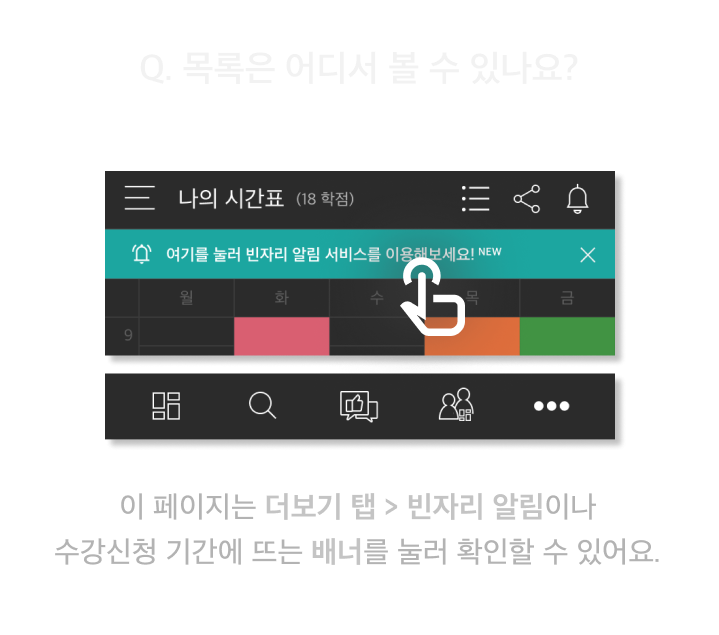 Q. 목록은 어디서 볼 수 있나요?
나의 시간표 (18 학점)
여기를 눌러 빈자리 알림 서비스를 이용해보세요! NEW
월 화 수 목 금
9
이 페이지는 더보기 탭 > 빈자리 알림이나
수강신청 기간에 뜨는 배너를 눌러 확인할 수 있어요.